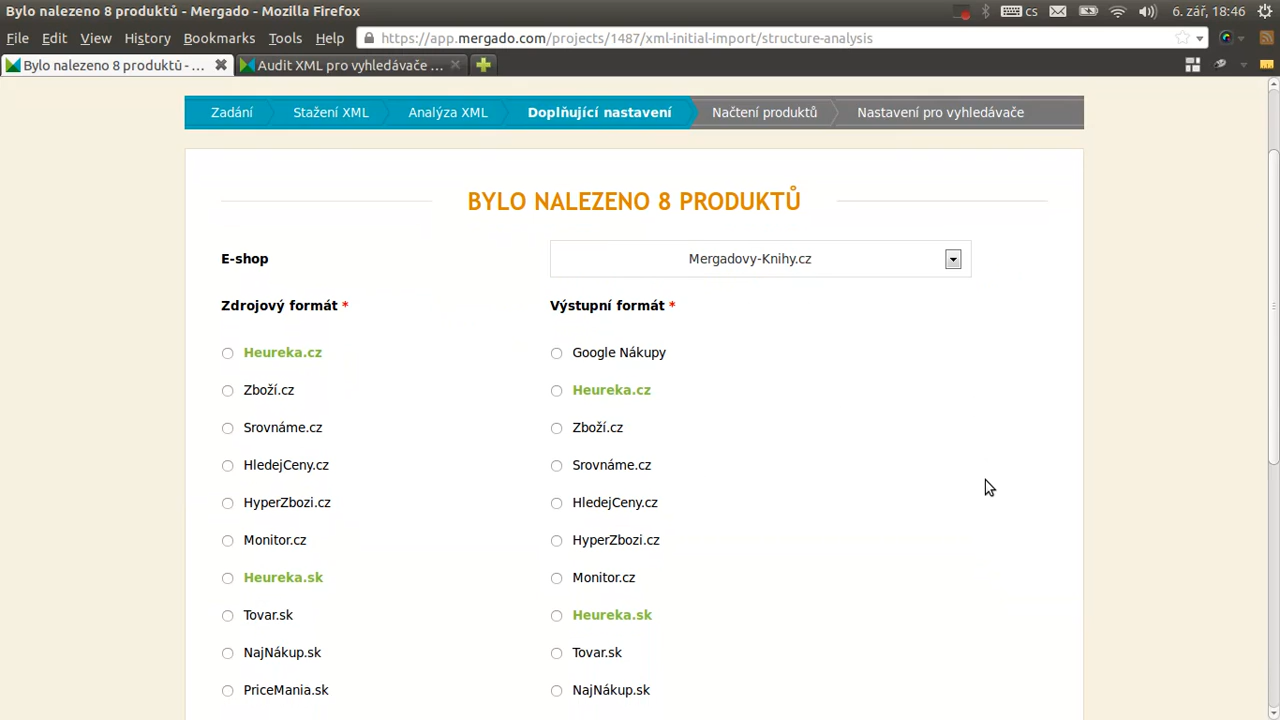 Bylo nalezeno 8 produktů - Mergado - Mozilla Firefox
cs
6. zář, 18:46
File Edit View History Bookmarks Tools Help
https://app.mergado.com/projects/1487/xml-initial-import/structure-analysis
Bylo nalezeno 8 produktů - ...
Audit XML pro vyhledávače ...
Zadání
Stažení XML
Analýza XML
Doplňující nastavení
Načtení produktů
Nastavení pro vyhledávače
BYLO NALEZENO 8 PRODUKTŮ
E-shop
Mergadovy-Knihy.cz
Zdrojový formát *
Výstupní formát *
Heureka.cz
Google Nákupy
Zboží.cz
Heureka.cz
Srovnáme.cz
Zboží.cz
HledejCeny.cz
Srovnáme.cz
HyperZbozi.cz
HledejCeny.cz
Monitor.cz
HyperZbozi.cz
Heureka.sk
Monitor.cz
Tovar.sk
Heureka.sk
NajNákup.sk
Tovar.sk
PriceMania.sk
NajNákup.sk